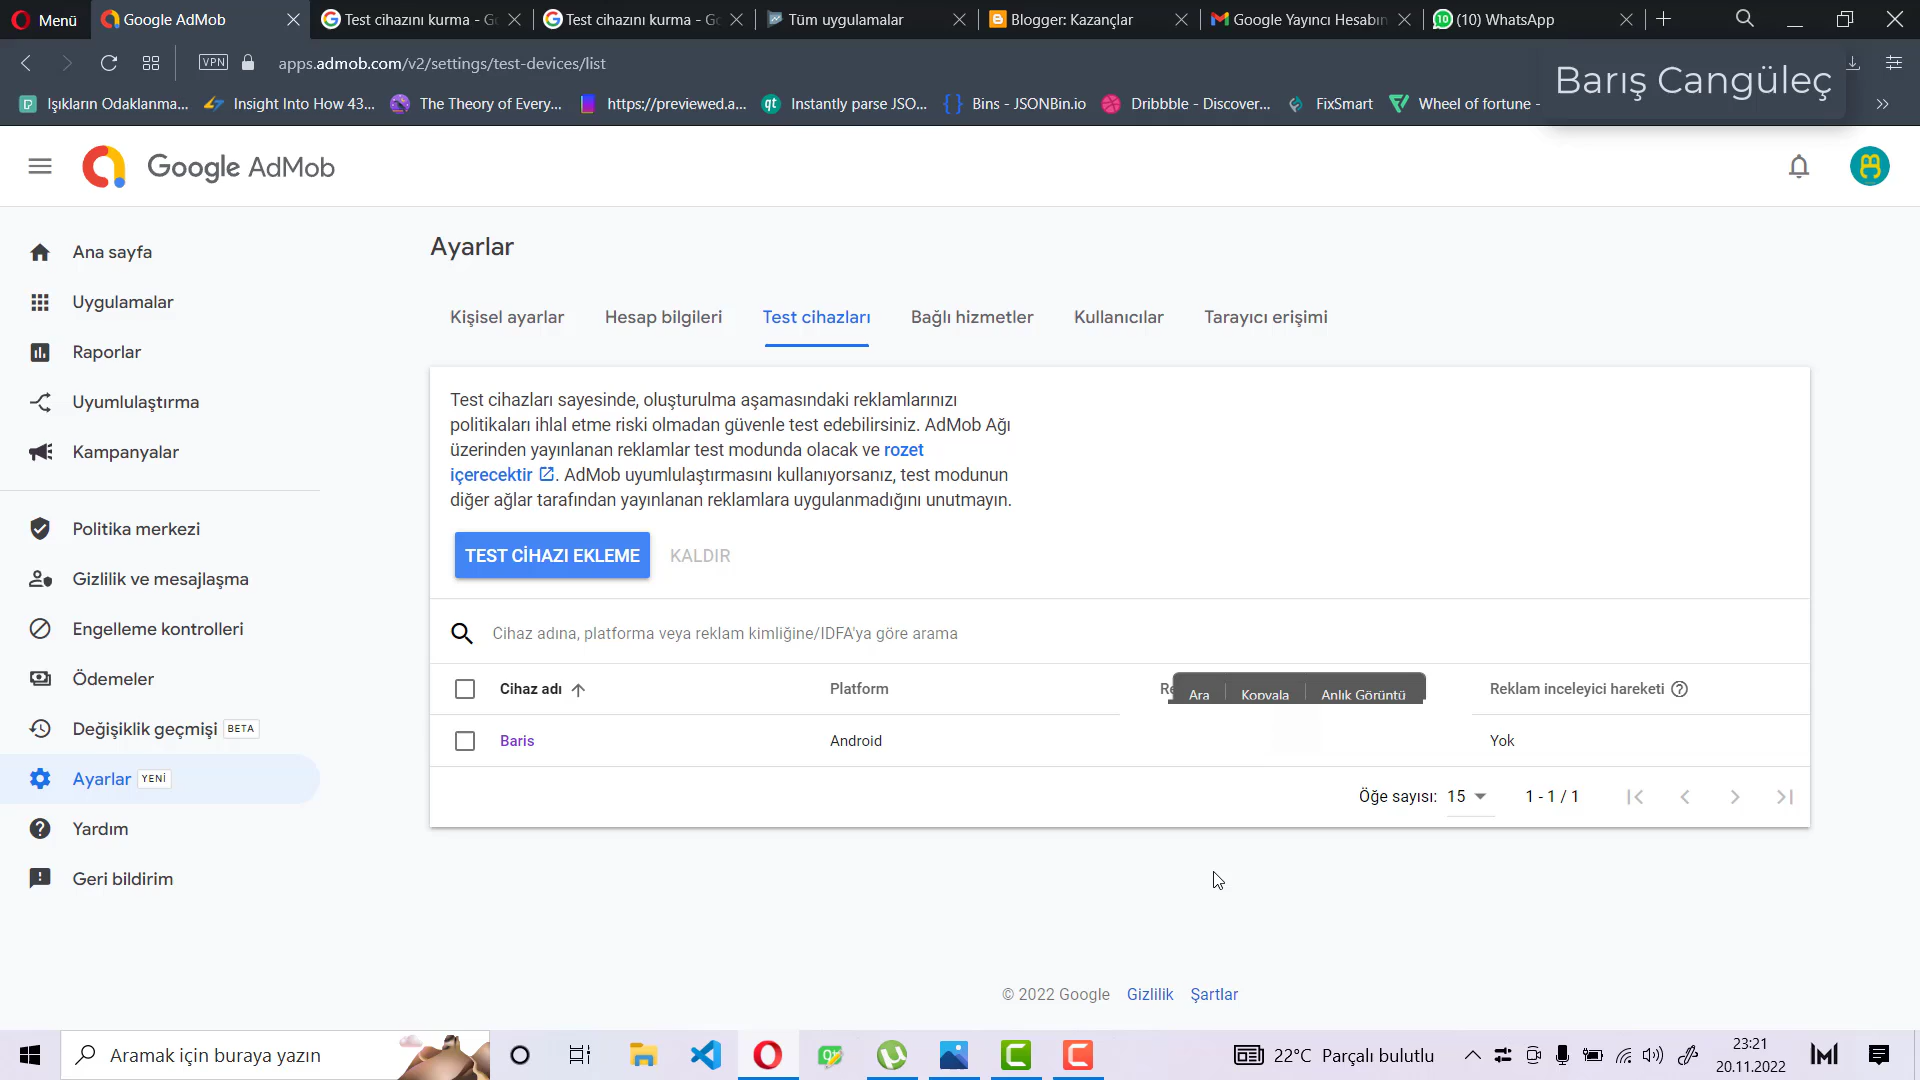 Menü
Google AdMob
Test cihazını kurma - G
Test cihazını kurma - Go
Tüm uygulamalar
Blogger: Kazançlar
Google Yayıncı Hesabın
(10) WhatsApp
VPN
apps.admob.com/v2/settings/test-devices/list
Barış Cangüleç
Işıkların Odaklanma...
Insight Into How 43...
The Theory of Every...
https://previewed.a...
Instantly parse JSO...
Bins - JSONBin.io
Dribbble - Discover...
FixSmart
Wheel of fortune -
Google AdMob
Ana sayfa
Uygulamalar
Raporlar
Uyumlulaştırma
Kampanyalar
Politika merkezi
Gizlilik ve mesajlaşma
Engelleme kontrolleri
Ödemeler
Değişiklik geçmişi BETA
Ayarlar YENİ
Yardım
Geri bildirim
Ayarlar
Kişisel ayarlar
Hesap bilgileri
Test cihazları
Bağlı hizmetler
Kullanıcılar
Tarayıcı erişimi
Test cihazları sayesinde, oluşturulma aşamasındaki reklamlarınızı
politikaları ihlal etme riski olmadan güvenle test edebilirsiniz. AdMob Ağı
üzerinden yayınlanan reklamlar test modunda olacak ve rozet
içerecektir. AdMob uyumlulaştırmasını kullanıyorsanız, test modunun
diğer ağlar tarafından yayınlanan reklamlara uygulanmadığını unutmayın.
TEST CİHAZI EKLEME
KALDIR
Cihaz adına, platforma veya reklam kimliğine/IDFA'ya göre arama
Cihaz adı
Platform
Ara
Kopyala
Anlık Görüntü
Reklam inceleyici hareketi
Baris
Android
Yok
Öğe sayısı: 15
1 - 1 / 1
© 2022 Google
Gizlilik
Şartlar
Aramak için buraya yazın
22°C Parçalı bulutlu
23:21
20.11.2022